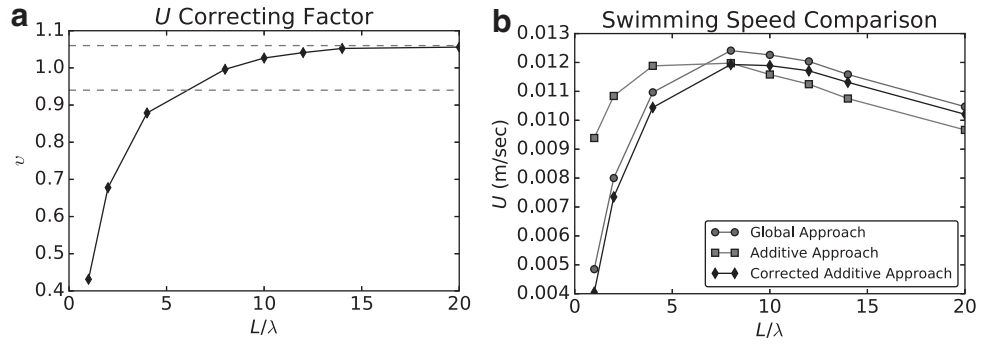 a
U Correcting Factor
1.1
1.0
0.9
0.8
0.7
0.6
0.5
0.4
v
0
5
10
15
20
L/λ
b
Swimming Speed Comparison
0.013
0.012
0.011
0.010
0.009
0.008
0.007
0.006
0.005
0.004
U (m/sec)
Global Approach
Additive Approach
Corrected Additive Approach
0
5
10
15
20
L/λ